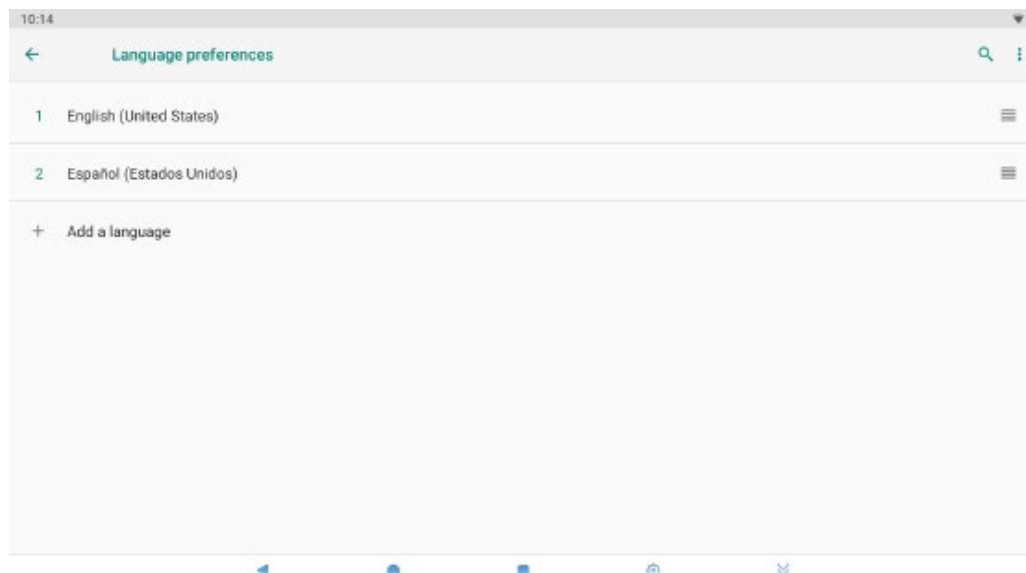 10:14
Language preferences
1 English (United States)
2 Español (Estados Unidos)
+ Add a language